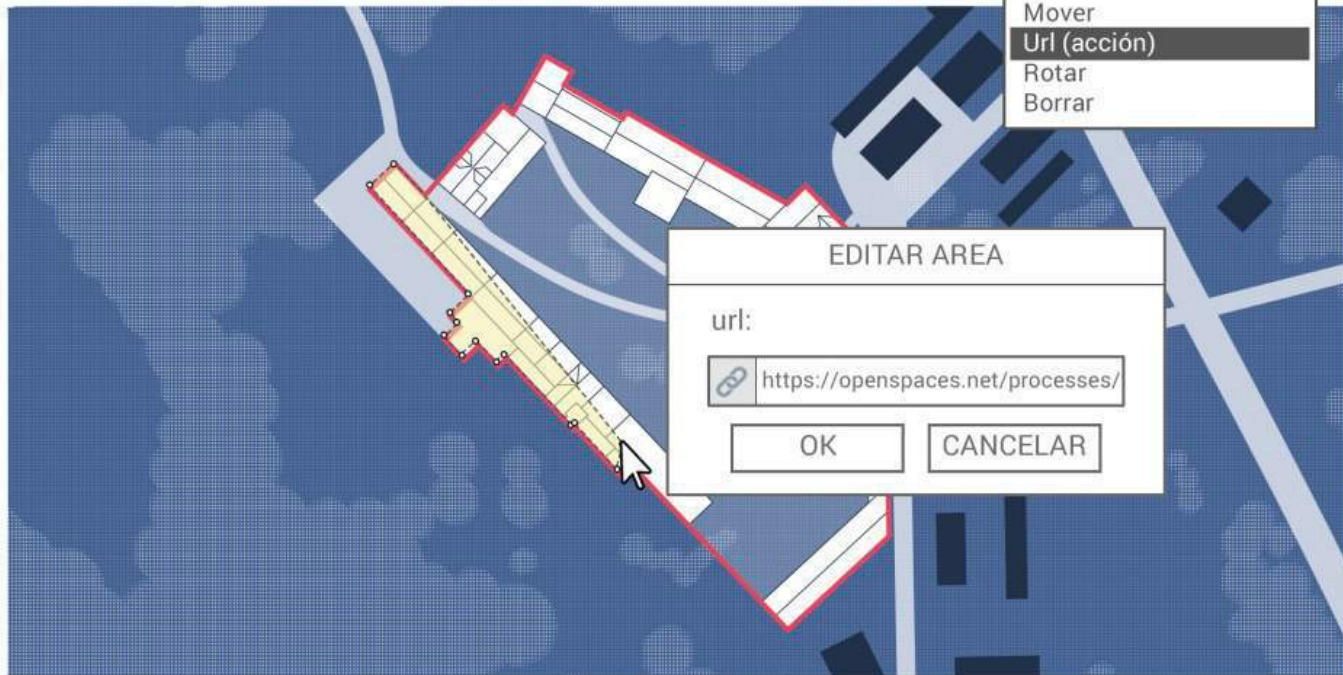 Mover
Url (acción)
Rotar
Borrar
EDITAR AREA
url:
https://openspaces.net/processes/
OK
CANCELAR